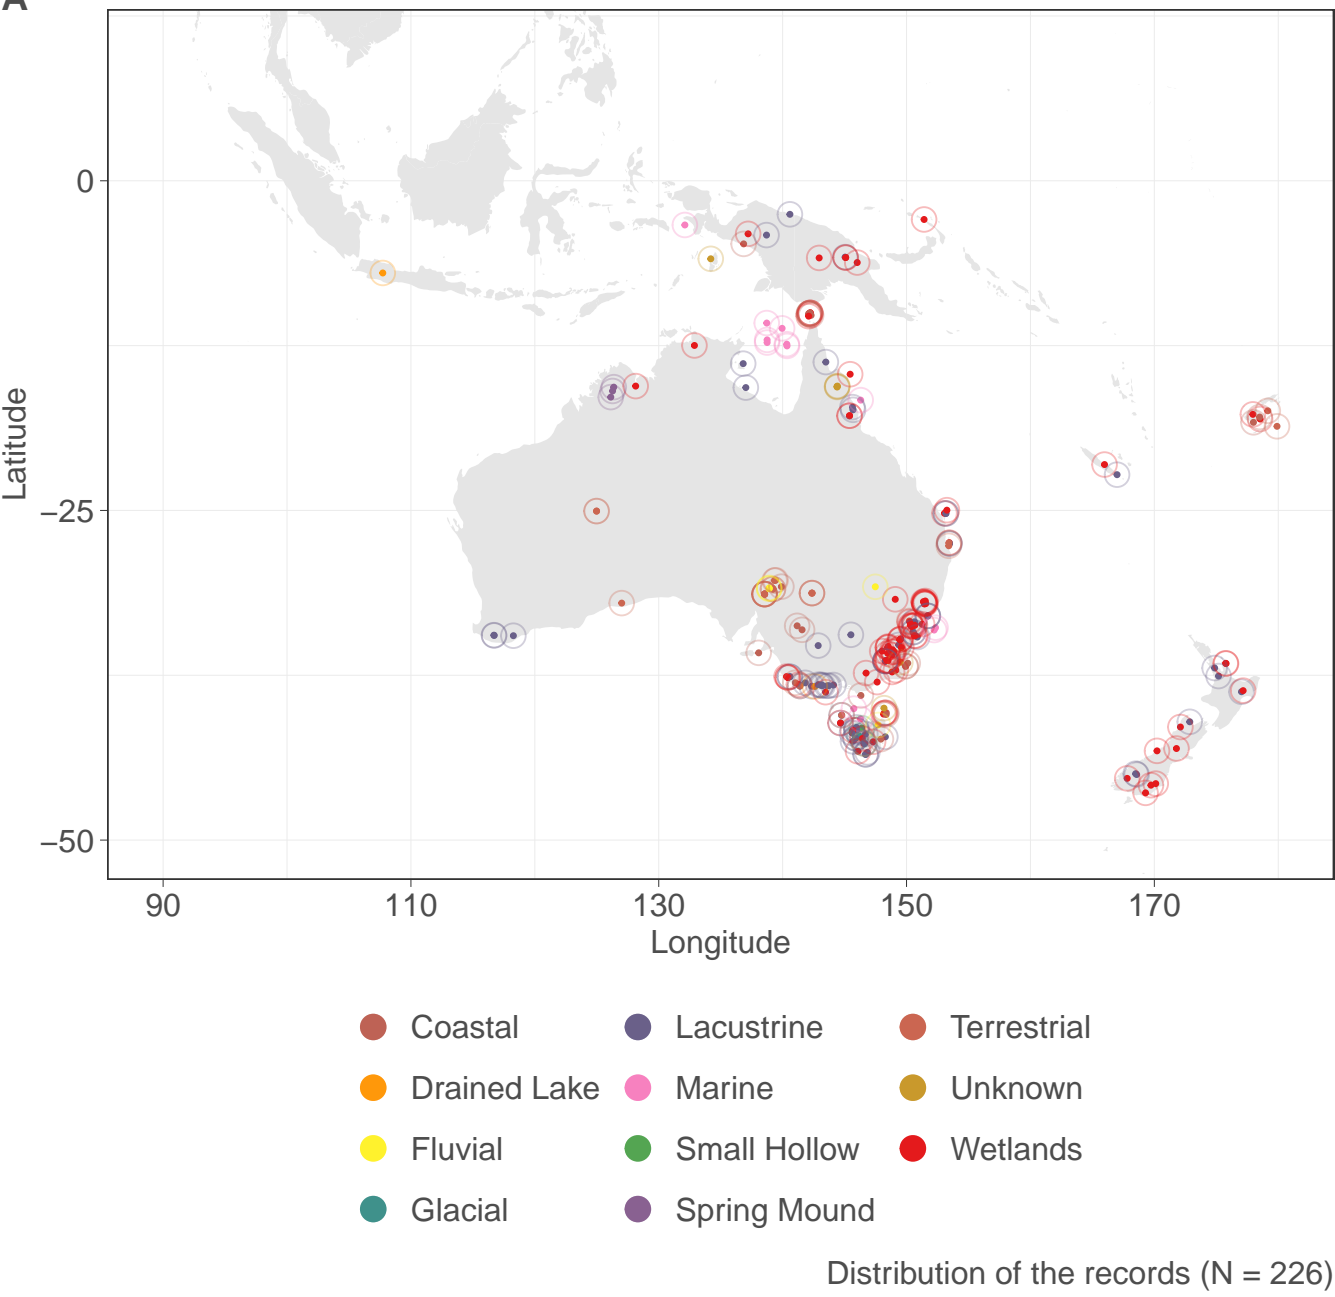 A
0
−25
−50
Latitude
90 110 130 150 170
Longitude
Coastal Lacustrine Terrestrial
Drained Lake Marine Unknown
Fluvial Small Hollow Wetlands
Glacial Spring Mound
Distribution of the records (N = 226)